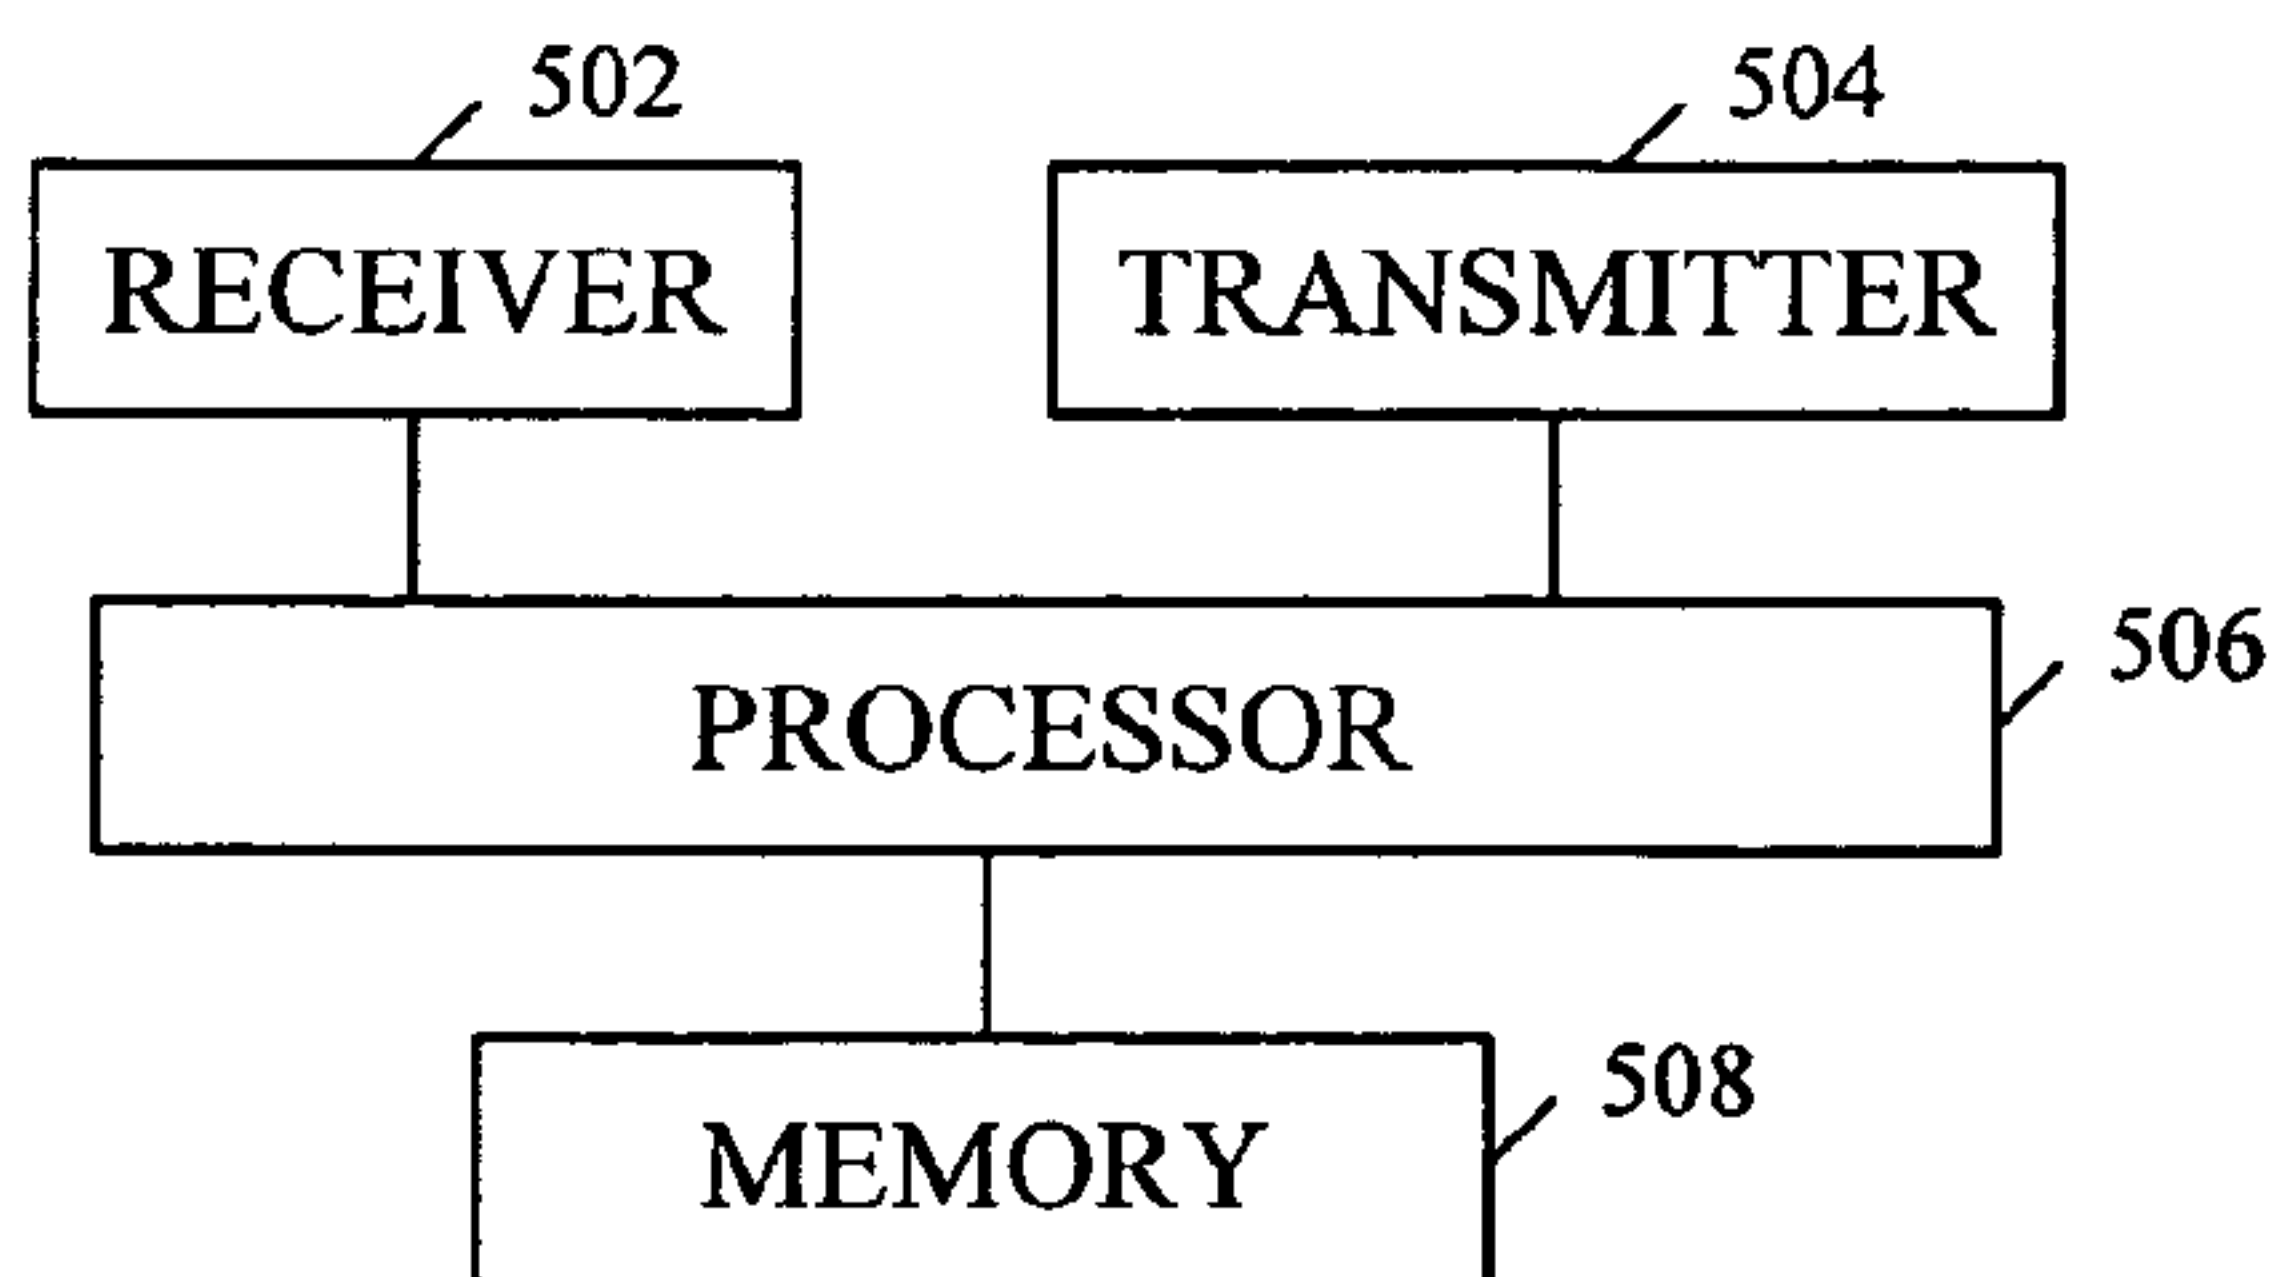 502
504
RECEIVER
TRANSMITTER
506
PROCESSOR
508
MEMORY